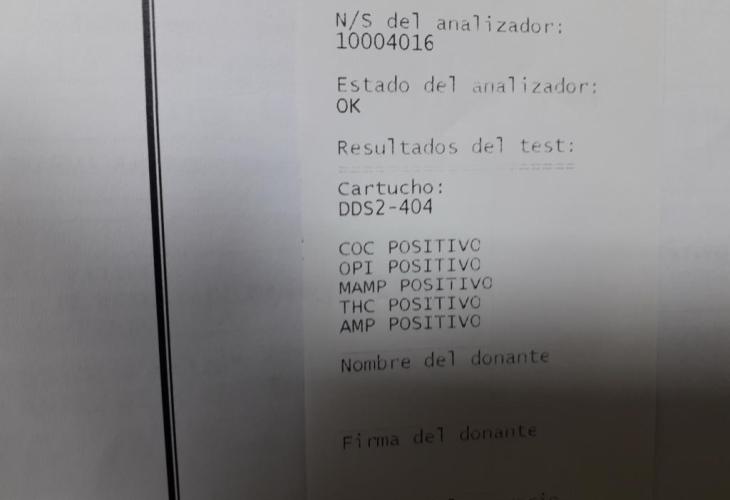 N/S del analizador:
10004016
Estado del analizador:
OK
Resultados del test:
===================
Cartucho:
DDS2-404
COC POSITIVO
OPI POSITIVO
MAMP POSITIVO
THC POSITIVO
AMP POSITIVO
Nombre del donante
Firma del donante